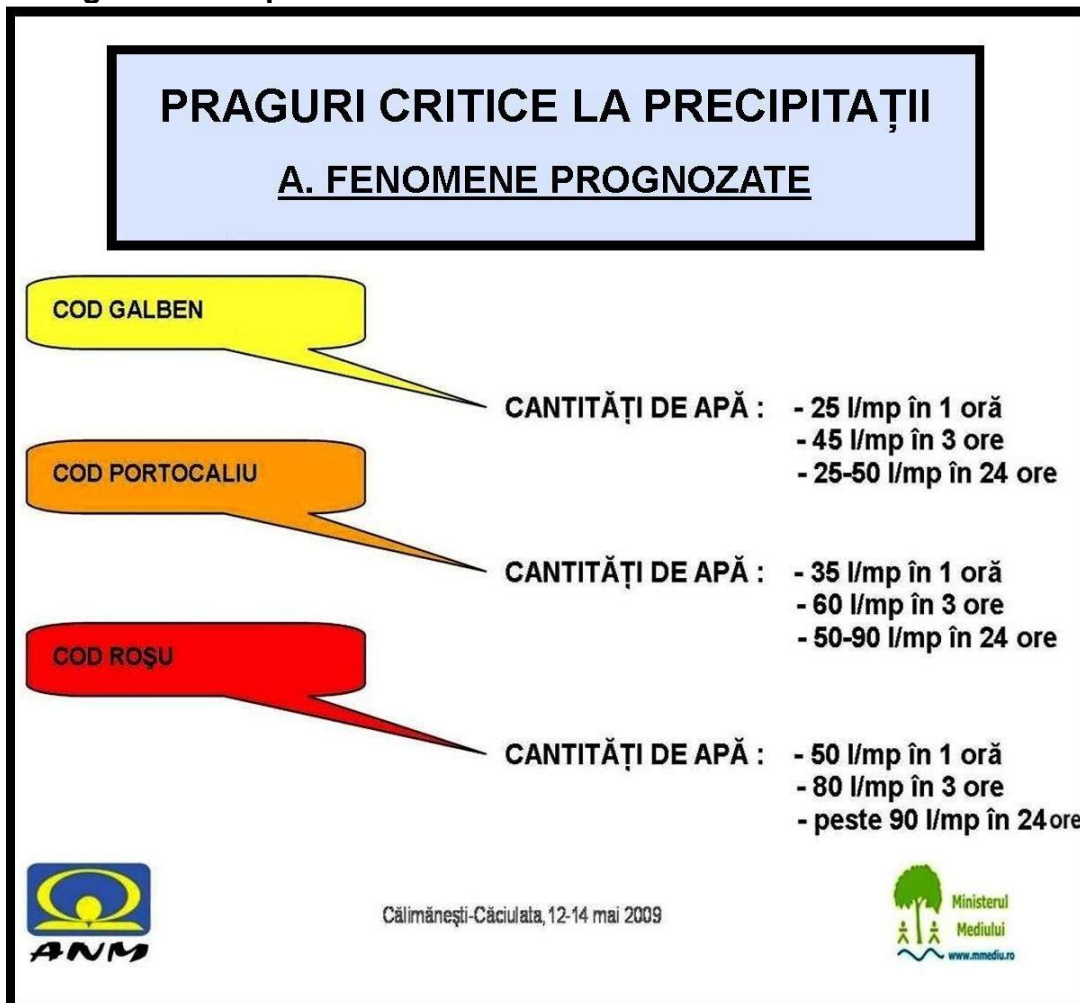 PRAGURI CRITICE LA PRECIPITAȚII
A. FENOMENE PROGNOZATE
COD GALBEN
CANTITĂȚI DE APĂ : - 25 l/mp în 1 oră
- 45 l/mp în 3 ore
- 25-50 l/mp în 24 ore
COD PORTOCALIU
CANTITĂȚI DE APĂ : - 35 l/mp în 1 oră
- 60 l/mp în 3 ore
- 50-90 l/mp în 24 ore
COD ROŞU
CANTITĂȚI DE APĂ : - 50 l/mp în 1 oră
- 80 l/mp în 3 ore
- peste 90 l/mp în 24 ore
ANM
Călimăneşti-Căciulata, 12-14 mai 2009
Ministerul
Mediului
www.mmediu.ro